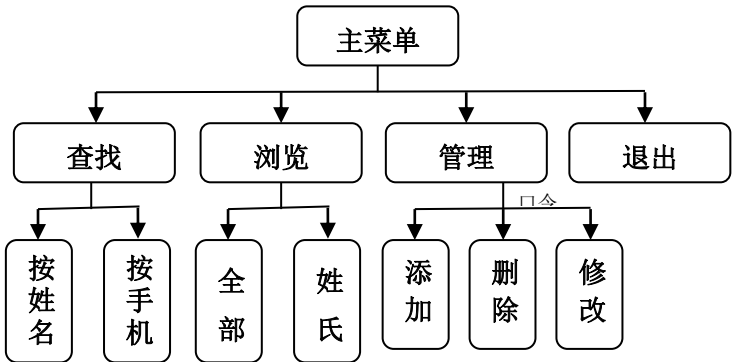 主菜单
查找
浏览
管理
退出
口令
按姓名
按手机
全部
姓氏
添加
删除
修改